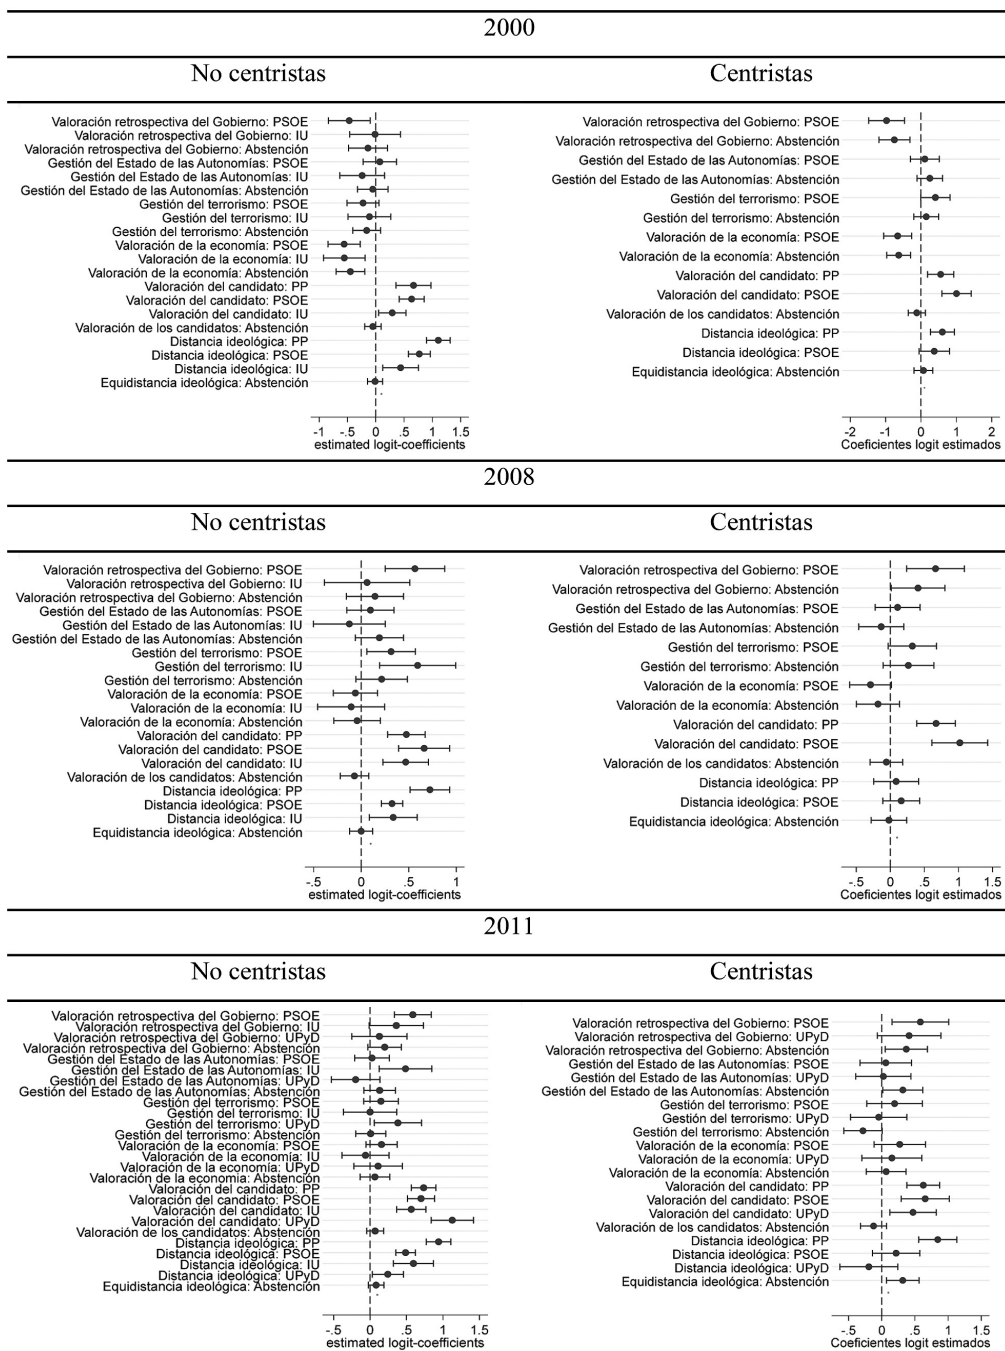 2000
No centristas
Centristas
Valoración retrospectiva del Gobierno: PSOE
Valoración retrospectiva del Gobierno: IU
Valoración retrospectiva del Gobierno: Abstención
Gestión del Estado de las Autonomías: PSOE
Gestión del Estado de las Autonomías: IU
Gestión del Estado de las Autonomías: Abstención
Gestión del terrorismo: PSOE
Gestión del terrorismo: IU
Gestión del terrorismo: Abstención
Valoración de la economía: PSOE
Valoración de la economía: IU
Valoración de la economía: Abstención
Valoración del candidato: PP
Valoración del candidato: PSOE
Valoración del candidato: IU
Valoración de los candidatos: Abstención
Distancia ideológica: PP
Distancia ideológica: PSOE
Distancia ideológica: IU
Equidistancia ideológica: Abstención
-1 -.5 0 .5 1 1.5
estimated logit-coefficients
Valoración retrospectiva del Gobierno: PSOE
Valoración retrospectiva del Gobierno: Abstención
Gestión del Estado de las Autonomías: PSOE
Gestión del Estado de las Autonomías: Abstención
Gestión del terrorismo: PSOE
Gestión del terrorismo: Abstención
Valoración de la economía: PSOE
Valoración de la economía: Abstención
Valoración del candidato: PP
Valoración del candidato: PSOE
Valoración de los candidatos: Abstención
Distancia ideológica: PP
Distancia ideológica: PSOE
Equidistancia ideológica: Abstención
-2 -1 0 1 2
Coeficientes logit estimados
2008
No centristas
Centristas
Valoración retrospectiva del Gobierno: PSOE
Valoración retrospectiva del Gobierno: IU
Valoración retrospectiva del Gobierno: Abstención
Gestión del Estado de las Autonomías: PSOE
Gestión del Estado de las Autonomías: IU
Gestión del Estado de las Autonomías: Abstención
Gestión del terrorismo: PSOE
Gestión del terrorismo: IU
Gestión del terrorismo: Abstención
Valoración de la economía: PSOE
Valoración de la economía: IU
Valoración de la economía: Abstención
Valoración del candidato: PP
Valoración del candidato: PSOE
Valoración del candidato: IU
Valoración de los candidatos: Abstención
Distancia ideológica: PP
Distancia ideológica: PSOE
Distancia ideológica: IU
Equidistancia ideológica: Abstención
-.5 0 .5 1
estimated logit-coefficients
Valoración retrospectiva del Gobierno: PSOE
Valoración retrospectiva del Gobierno: Abstención
Gestión del Estado de las Autonomías: PSOE
Gestión del Estado de las Autonomías: Abstención
Gestión del terrorismo: PSOE
Gestión del terrorismo: Abstención
Valoración de la economía: PSOE
Valoración de la economía: Abstención
Valoración del candidato: PP
Valoración del candidato: PSOE
Valoración de los candidatos: Abstención
Distancia ideológica: PP
Distancia ideológica: PSOE
Equidistancia ideológica: Abstención
-.5 0 .5 1 1.5
Coeficientes logit estimados
2011
No centristas
Centristas
Valoración retrospectiva del Gobierno: PSOE
Valoración retrospectiva del Gobierno: IU
Valoración retrospectiva del Gobierno: UPyD
Valoración retrospectiva del Gobierno: Abstención
Gestión del Estado de las Autonomías: PSOE
Gestión del Estado de las Autonomías: IU
Gestión del Estado de las Autonomías: UPyD
Gestión del Estado de las Autonomías: Abstención
Gestión del terrorismo: PSOE
Gestión del terrorismo: IU
Gestión del terrorismo: UPyD
Gestión del terrorismo: Abstención
Valoración de la economía: PSOE
Valoración de la economía: IU
Valoración de la economía: UPyD
Valoración de la economía: Abstención
Valoración del candidato: PP
Valoración del candidato: PSOE
Valoración del candidato: IU
Valoración del candidato: UPyD
Valoración de los candidatos: Abstención
Distancia ideológica: PP
Distancia ideológica: PSOE
Distancia ideológica: IU
Distancia ideológica: UPyD
Equidistancia ideológica: Abstención
-.5 0 .5 1 1.5
estimated logit-coefficients
Valoración retrospectiva del Gobierno: PSOE
Valoración retrospectiva del Gobierno: UPyD
Valoración retrospectiva del Gobierno: Abstención
Gestión del Estado de las Autonomías: PSOE
Gestión del Estado de las Autonomías: UPyD
Gestión del Estado de las Autonomías: Abstención
Gestión del terrorismo: PSOE
Gestión del terrorismo: UPyD
Gestión del terrorismo: Abstención
Valoración de la economía: PSOE
Valoración de la economía: UPyD
Valoración de la economía: Abstención
Valoración del candidato: PP
Valoración del candidato: PSOE
Valoración del candidato: UPyD
Valoración de los candidatos: Abstención
Distancia ideológica: PP
Distancia ideológica: PSOE
Distancia ideológica: UPyD
Equidistancia ideológica: Abstención
-.5 0 .5 1 1.5
Coeficientes logit estimados